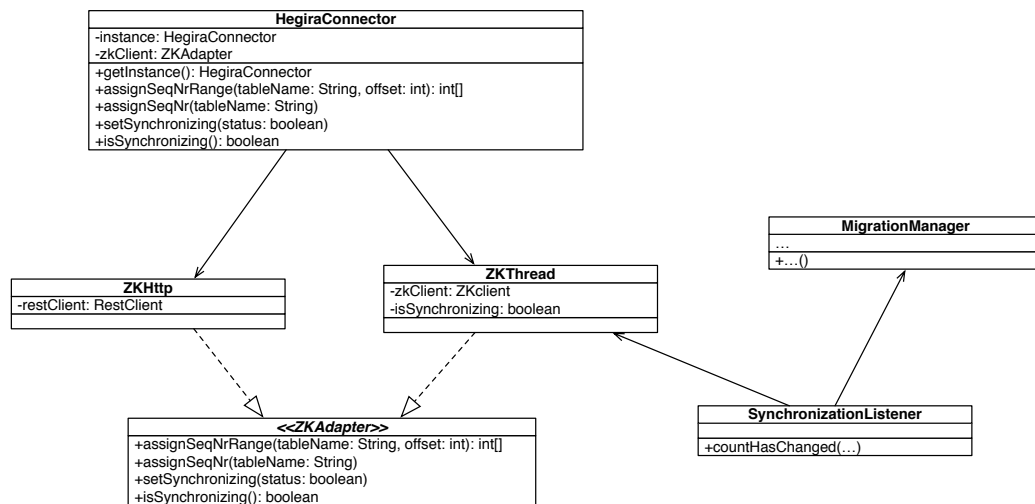 HegiraConnector
-instance: HegiraConnector
-zkClient: ZKAdapter
+getInstance(): HegiraConnector
+assignSeqNrRange(tableName: String, offset: int): int[]
+assignSeqNr(tableName: String)
+setSynchronizing(status: boolean)
+isSynchronizing(): boolean
MigrationManager
...
+...()
ZKHttp
-restClient: RestClient
ZKThread
-zkClient: ZKclient
-isSynchronizing: boolean
SynchronizationListener
+countHasChanged(...)
<<ZKAdapter>>
+assignSeqNrRange(tableName: String, offset: int): int[]
+assignSeqNr(tableName: String)
+setSynchronizing(status: boolean)
+isSynchronizing(): boolean